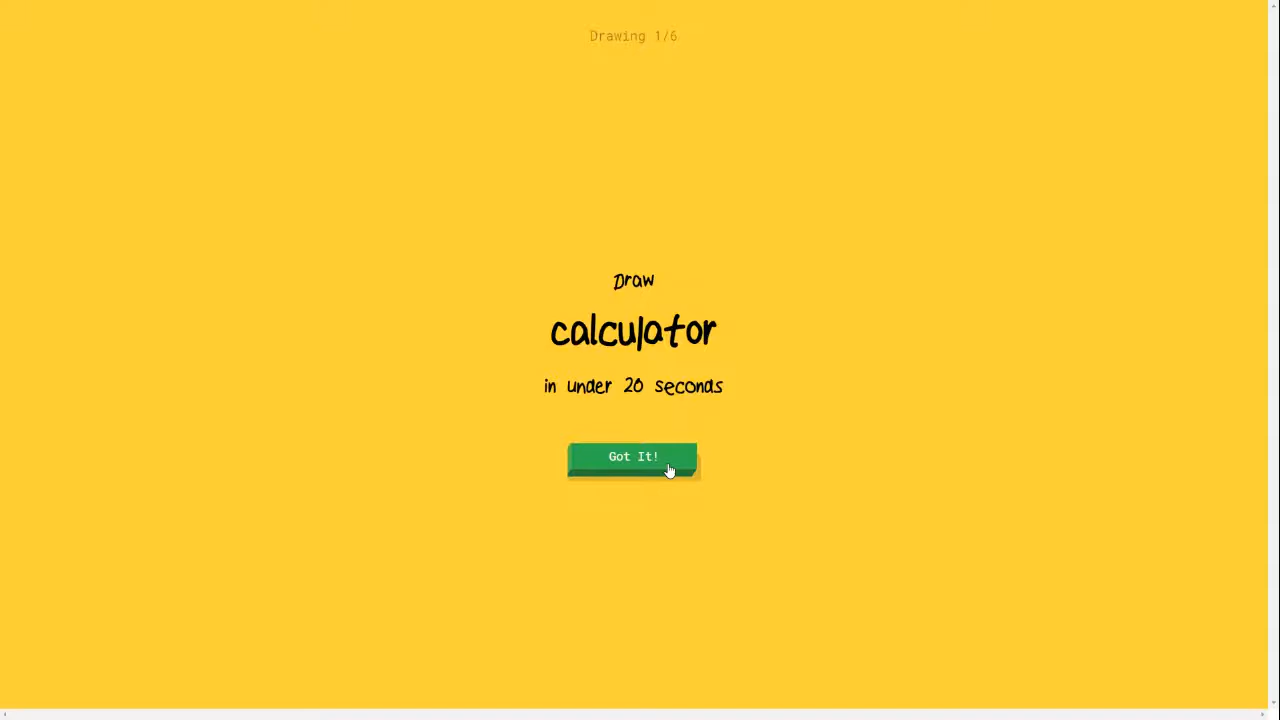 Drawing 1/6
Draw
calculator
in under 20 seconds
Got It!